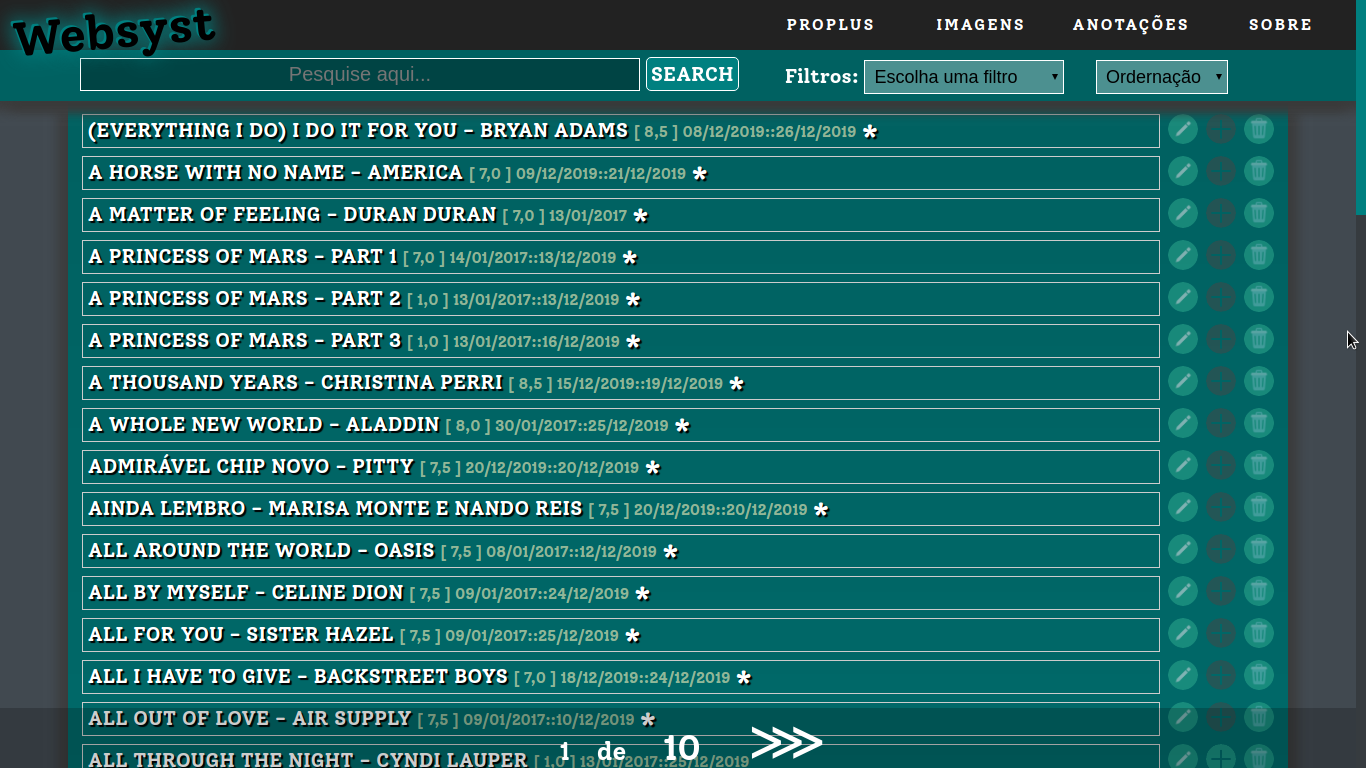 Websyst
PROPLUS IMAGENS ANOTAÇÕES SOBRE
Pesquise aqui... SEARCH Filtros: Escolha uma filtro Ordernação
(EVERYTHING I DO) I DO IT FOR YOU – BRYAN ADAMS [ 8,5 ] 08/12/2019::26/12/2019 *
A HORSE WITH NO NAME – AMERICA [ 7,0 ] 09/12/2019::21/12/2019 *
A MATTER OF FEELING – DURAN DURAN [ 7,0 ] 13/01/2017 *
A PRINCESS OF MARS – PART 1 [ 7,0 ] 14/01/2017::13/12/2019 *
A PRINCESS OF MARS – PART 2 [ 1,0 ] 13/01/2017::13/12/2019 *
A PRINCESS OF MARS – PART 3 [ 1,0 ] 13/01/2017::16/12/2019 *
A THOUSAND YEARS – CHRISTINA PERRI [ 8,5 ] 15/12/2019::19/12/2019 *
A WHOLE NEW WORLD – ALADDIN [ 8,0 ] 30/01/2017::25/12/2019 *
ADMIRÁVEL CHIP NOVO – PITTY [ 7,5 ] 20/12/2019::20/12/2019 *
AINDA LEMBRO – MARISA MONTE E NANDO REIS [ 7,5 ] 20/12/2019::20/12/2019 *
ALL AROUND THE WORLD – OASIS [ 7,5 ] 08/01/2017::12/12/2019 *
ALL BY MYSELF – CELINE DION [ 7,5 ] 09/01/2017::24/12/2019 *
ALL FOR YOU – SISTER HAZEL [ 7,5 ] 09/01/2017::25/12/2019 *
ALL I HAVE TO GIVE – BACKSTREET BOYS [ 7,0 ] 18/12/2019::24/12/2019 *
ALL OUT OF LOVE – AIR SUPPLY [ 7,5 ] 09/01/2017::10/12/2019 *
ALL THROUGH THE NIGHT – CYNDI LAUPER [ 1,0 ] 13/01/2017::25/12/2019
1 de 10 >>>